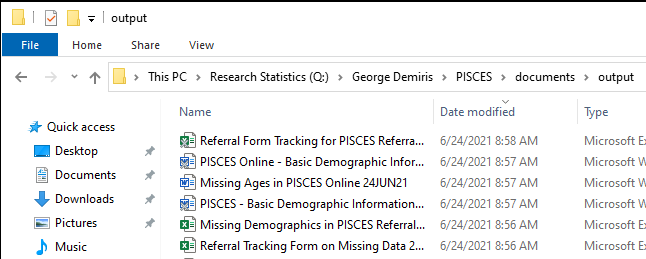 output
File Home Share View
This PC Research Statistics (Q:) George Demiris PISCES documents output
Name Date modified Type
Quick access
Desktop
Documents
Downloads
Pictures
Music
Referral Form Tracking for PISCES Referra... 6/24/2021 8:58 AM Microsoft Ex
PISCES Online - Basic Demographic Infor... 6/24/2021 8:57 AM Microsoft W
Missing Ages in PISCES Online 24JUN21 6/24/2021 8:57 AM Microsoft W
PISCES - Basic Demographic Information... 6/24/2021 8:57 AM Microsoft W
Missing Demographics in PISCES Referral... 6/24/2021 8:56 AM Microsoft Ex
Referral Tracking Form on Missing Data 2... 6/24/2021 8:56 AM Microsoft Ex